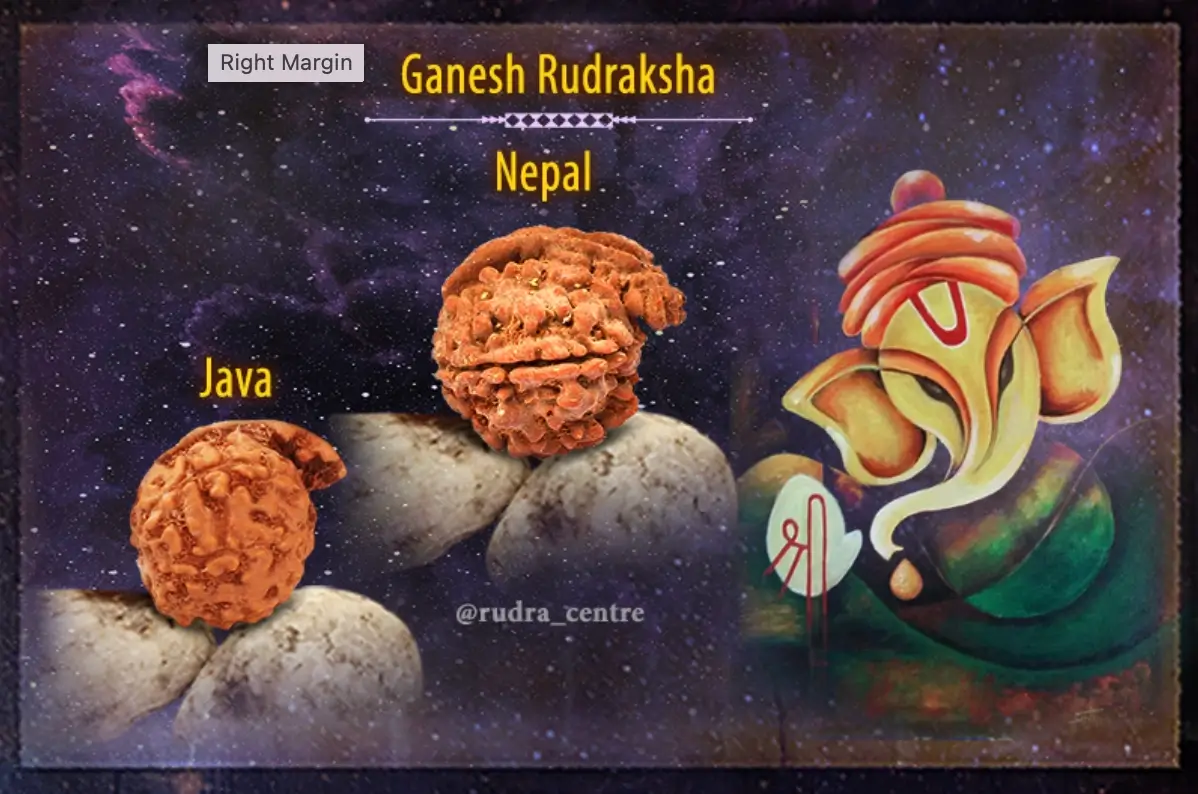 Right Margin
Ganesh Rudraksha
Nepal
Java
श्री
@rudra_centre